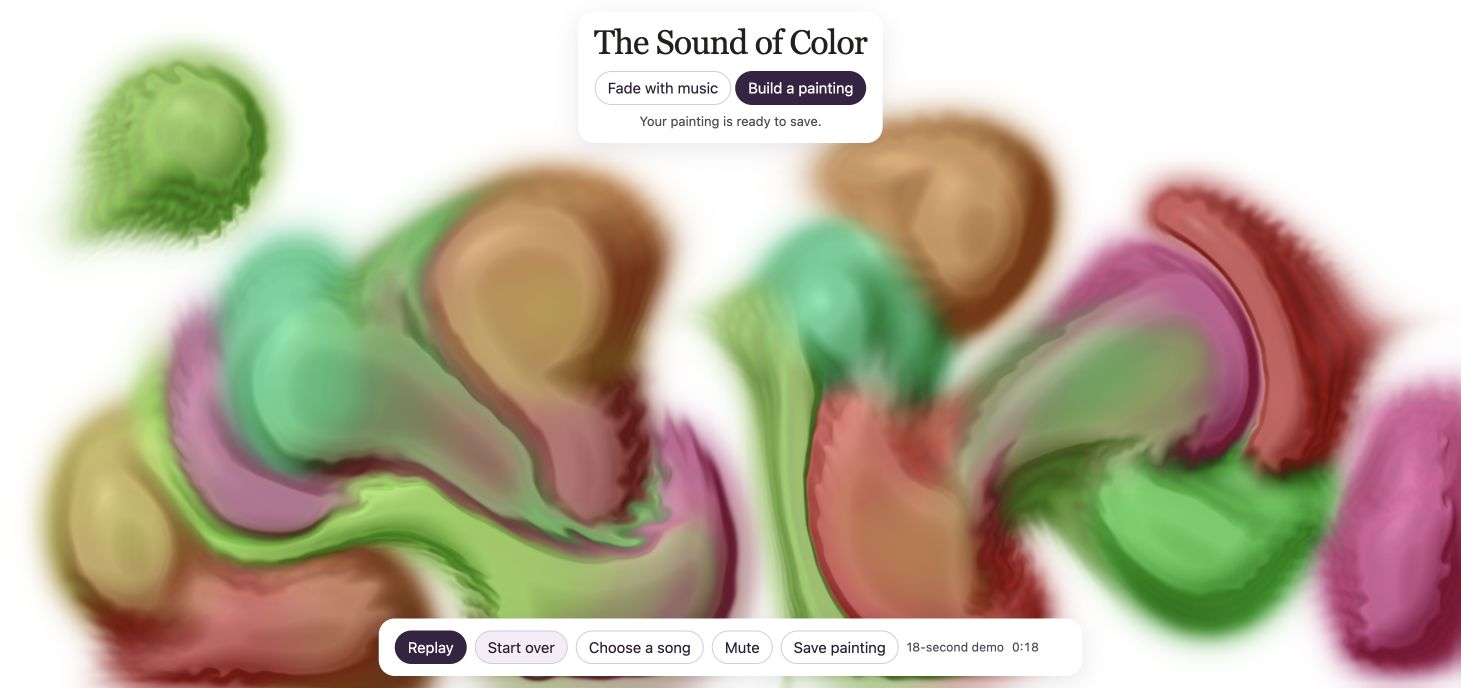 The Sound of Color
Fade with music Build a painting
Your painting is ready to save.
Replay Start over Choose a song Mute Save painting 18-second demo 0:18